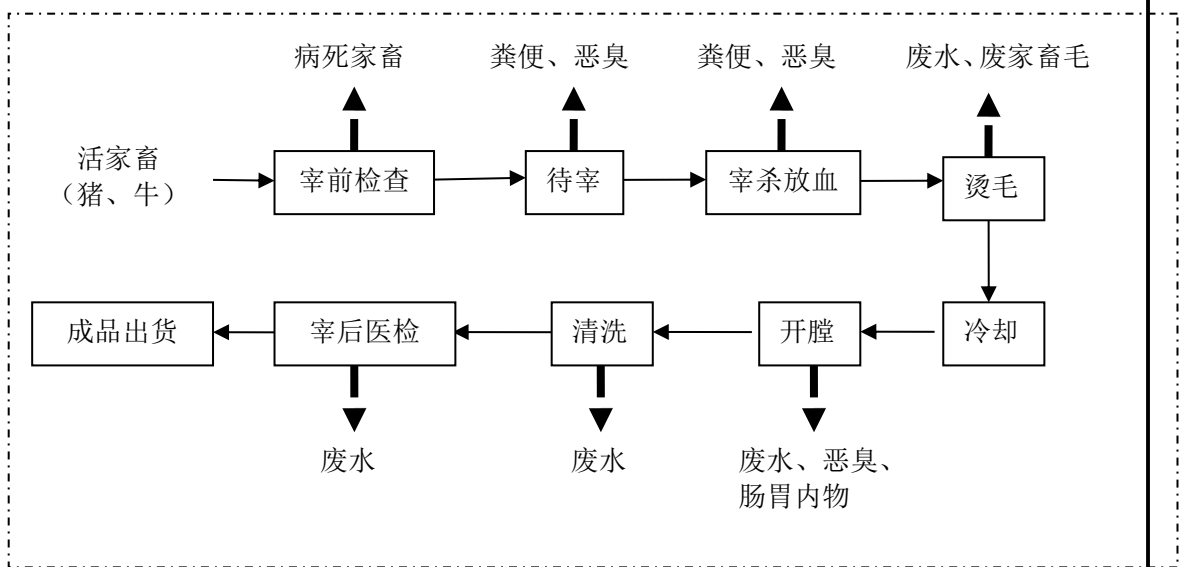 病死家畜
粪便、恶臭
粪便、恶臭
废水、废家畜毛
活家畜
（猪、牛）
宰前检查
待宰
宰杀放血
烫毛
成品出货
宰后医检
清洗
开膛
冷却
废水
废水
废水、恶臭、
肠胃内物